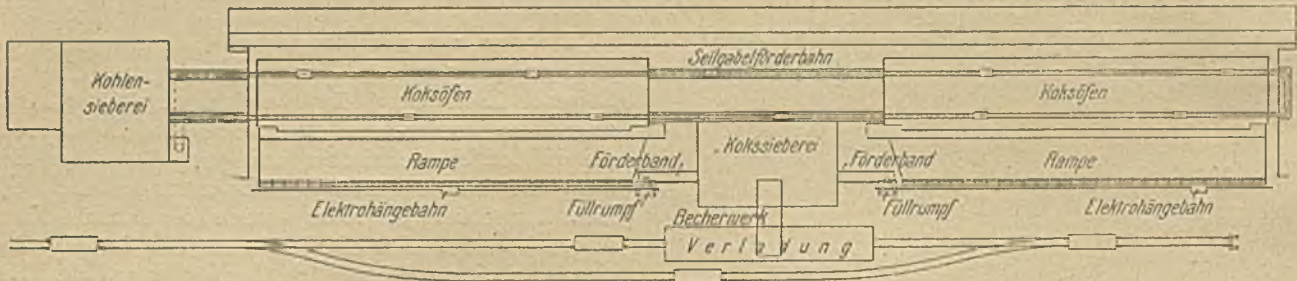 Kohlen-
sieberei
Seilgabelförderbahn
Koksöfen
Koksöfen
Rampe
Förderband
Kokssieberei
Förderband
Rampe
Elektrohängebahn
Füllrumpf
Becherwerk
Füllrumpf
Elektrohängebahn
Verladung